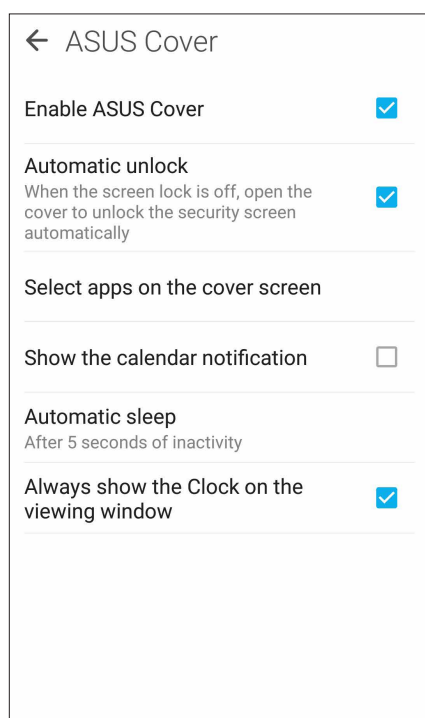 ASUS Cover
Enable ASUS Cover
Automatic unlock
When the screen lock is off, open the
cover to unlock the security screen
automatically
Select apps on the cover screen
Show the calendar notification
Automatic sleep
After 5 seconds of inactivity
Always show the Clock on the
viewing window